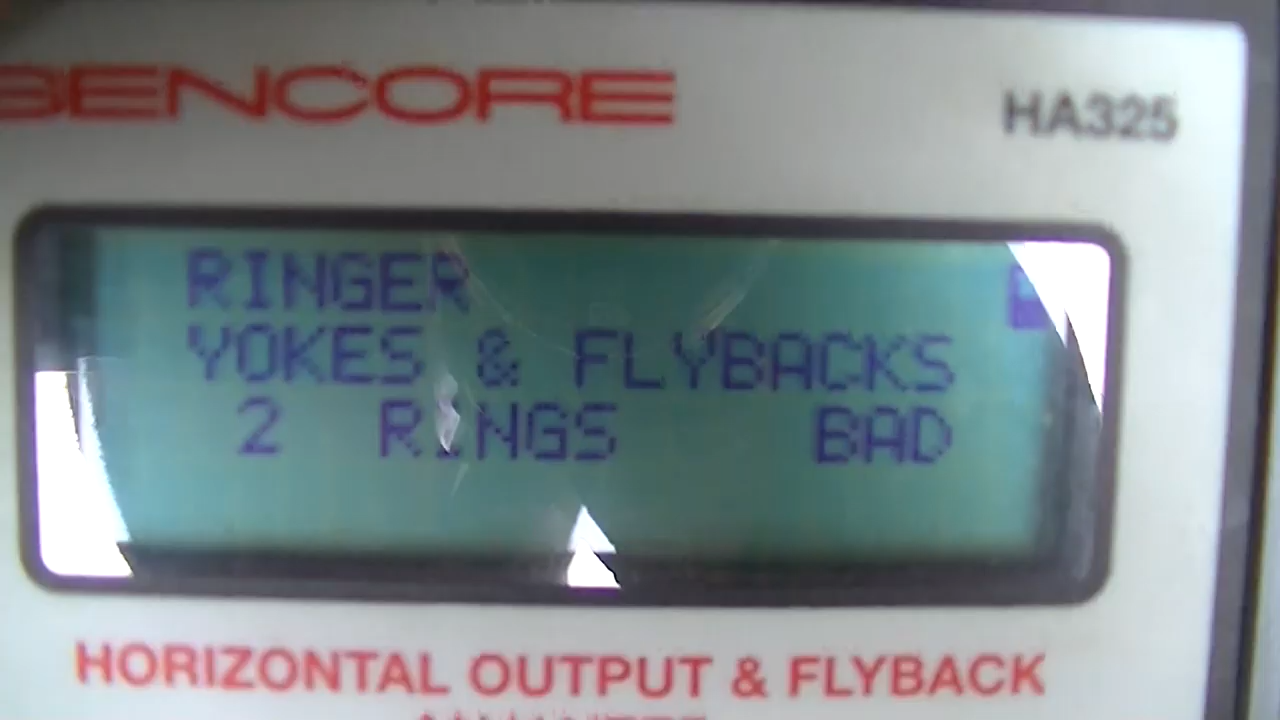 SENCORE
HA325
RINGER
YOKES & FLYBACKS
2 RINGS BAD
HORIZONTAL OUTPUT & FLYBACK